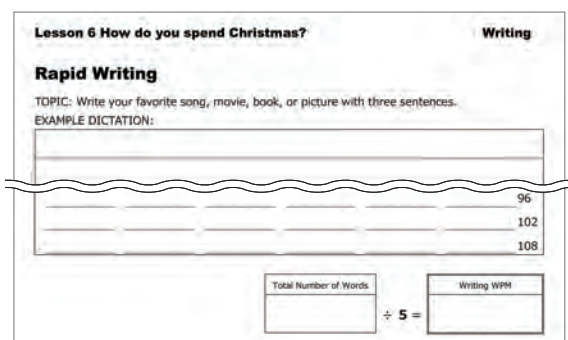 Lesson 6 How do you spend Christmas? Writing
Rapid Writing
TOPIC: Write your favorite song, movie, book, or picture with three sentences.
EXAMPLE DICTATION:
96
102
108
Total Number of Words Writing WPM
÷ 5 =